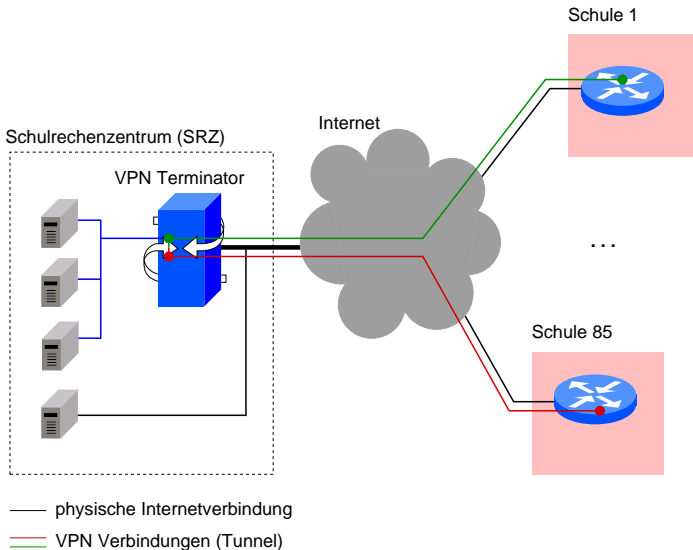 Schule 1
Internet
Schulrechenzentrum (SRZ)
VPN Terminator
...
Schule 85
physische Internetverbindung
VPN Verbindungen (Tunnel)